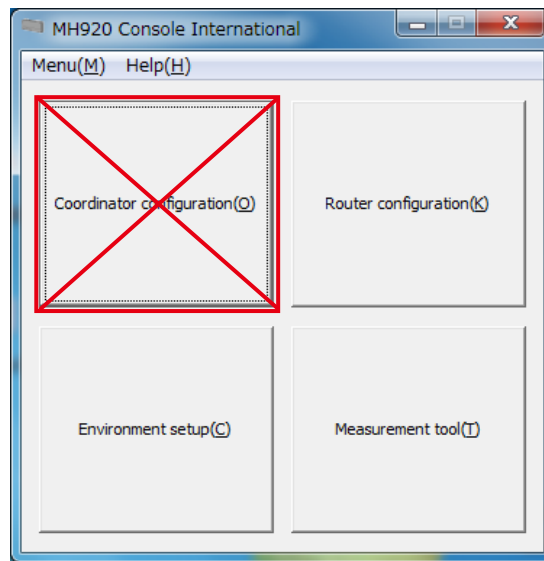 MH920 Console International
Menu(M) Help(H)
Coordinator configuration(O)
Router configuration(K)
Environment setup(C)
Measurement tool(T)